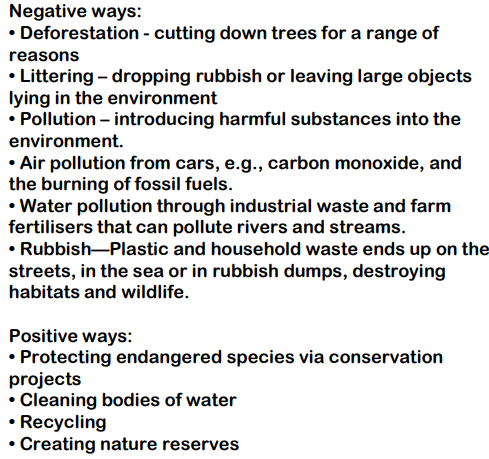 Negative ways:
• Deforestation - cutting down trees for a range of
reasons
• Littering – dropping rubbish or leaving large objects
lying in the environment
• Pollution – introducing harmful substances into the
environment.
• Air pollution from cars, e.g., carbon monoxide, and
the burning of fossil fuels.
• Water pollution through industrial waste and farm
fertilisers that can pollute rivers and streams.
• Rubbish—Plastic and household waste ends up on the
streets, in the sea or in rubbish dumps, destroying
habitats and wildlife.

Positive ways:
• Protecting endangered species via conservation
projects
• Cleaning bodies of water
• Recycling
• Creating nature reserves